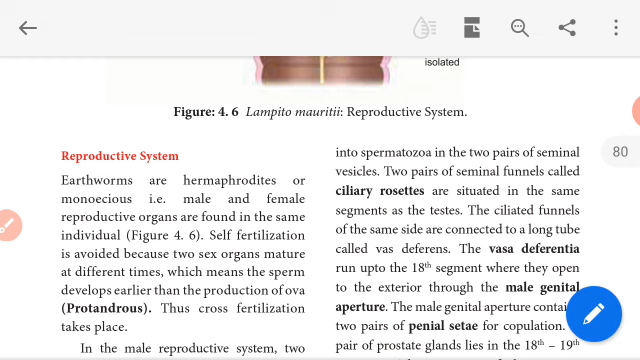 isolated
Figure: 4. 6 Lampito mauritii: Reproductive System.
Reproductive System
Earthworms are hermaphrodites or
monoecious i.e. male and female
reproductive organs are found in the same
individual (Figure 4. 6). Self fertilization
is avoided because two sex organs mature
at different times, which means the sperm
develops earlier than the production of ova
(Protandrous). Thus cross fertilization
takes place.
In the male reproductive system, two
into spermatozoa in the two pairs of seminal
vesicles. Two pairs of seminal funnels called
ciliary rosettes are situated in the same
segments as the testes. The ciliated funnels
of the same side are connected to a long tube
called vas deferens. The vasa deferentia
run upto the 18th segment where they open
to the exterior through the male genital
aperture. The male genital aperture
two pairs of penial setae for copulation.
pair of prostate glands lies in the 18th – 19th
80